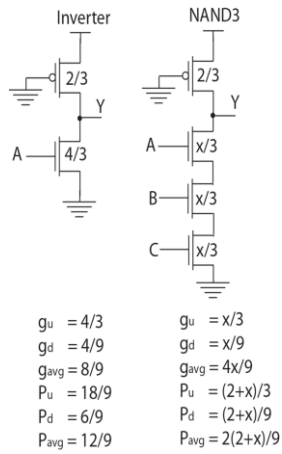 Inverter
2/3
Y
A
4/3
gu = 4/3
gd = 4/9
gavg = 8/9
Pu = 18/9
Pd = 6/9
Pavg = 12/9
NAND3
2/3
Y
A
x/3
B
x/3
C
x/3
gu = x/3
gd = x/9
gavg = 4x/9
Pu = (2+x)/3
Pd = (2+x)/9
Pavg = 2(2+x)/9